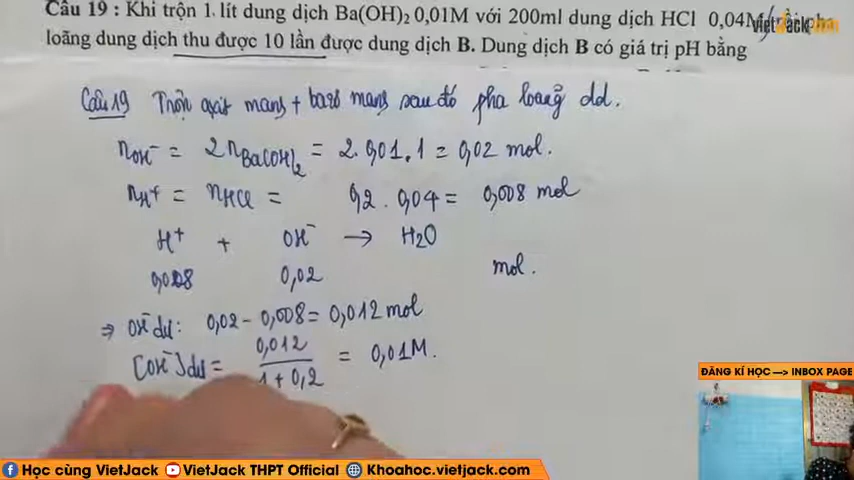 Câu 19 : Khi trộn 1 lít dung dịch Ba(OH)₂ 0,01M với 200ml dung dịch HCl 0,04M rồi pha
loãng dung dịch thu được 10 lần được dung dịch B. Dung dịch B có giá trị pH bằng
VietJack.com
Câu 19 Trộn axit mạnh + bazơ mạnh sau đó pha loãng dd.
nOH⁻ = 2nBa(OH)₂ = 2.0,01.1 = 0,02 mol.
nH⁺ = nHCl = 0,2 . 0,04 = 0,008 mol
H⁺ + OH⁻ → H₂O
0,008 0,02 mol.
⇒ OH⁻ dư: 0,02 - 0,008 = 0,012 mol
[OH⁻] dư = 0,012 / 1 + 0,2 = 0,01M.
ĐĂNG KÍ HỌC ---> INBOX PAGE
Học cùng VietJack VietJack THPT Official Khoahoc.vietjack.com